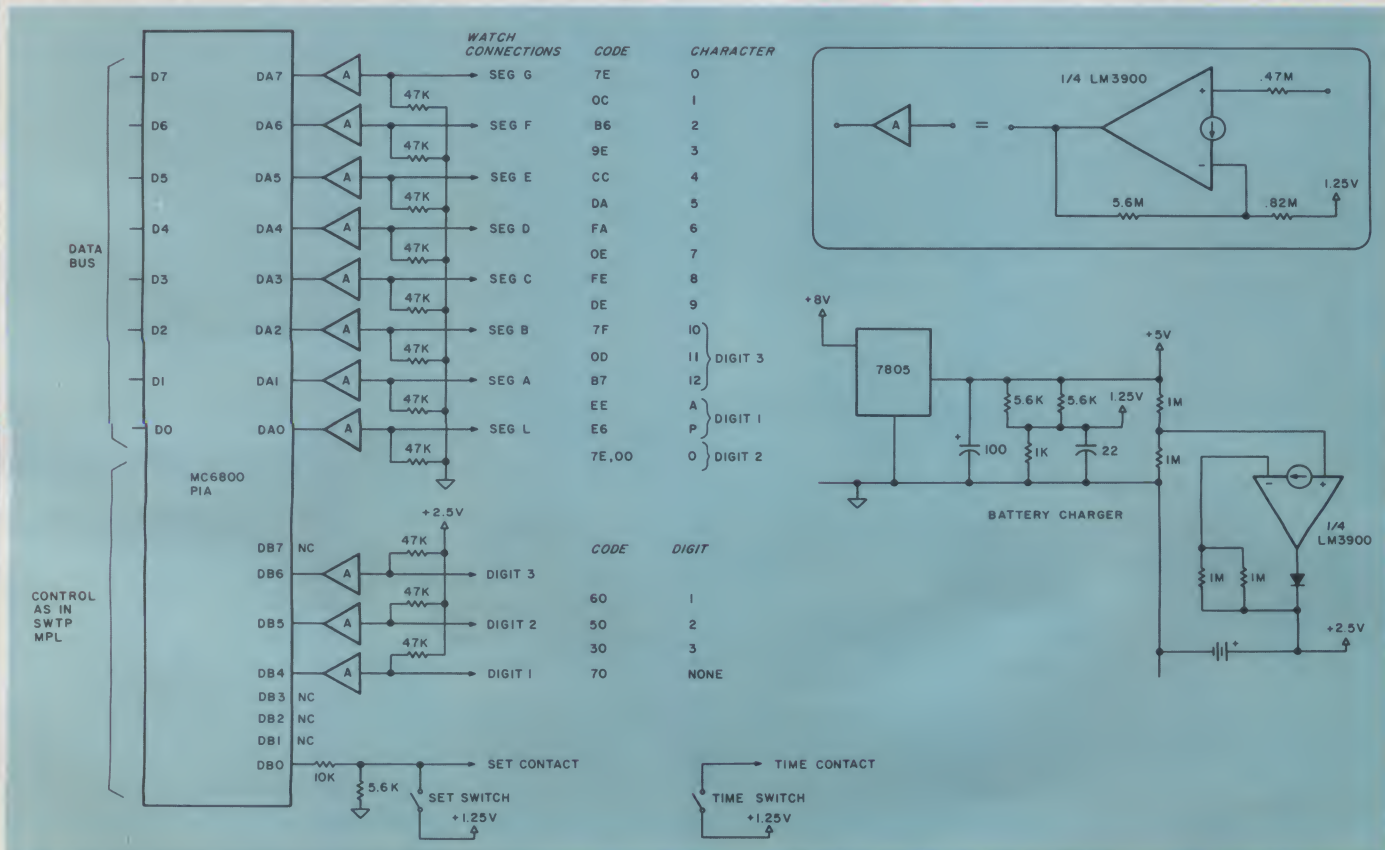 WATCH
CONNECTIONS CODE CHARACTER
D7 DA7 A SEG G 7E 0
47K
0C 1
D6 DA6 A SEG F B6 2
47K
9E 3
D5 DA5 A SEG E CC 4
47K
DA 5
D4 DA4 A SEG D FA 6
47K
0E 7
D3 DA3 A SEG C FE 8
47K
DE 9
D2 DA2 A SEG B 7F 10
47K
0D 11 DIGIT 3
D1 DA1 A SEG A B7 12
47K
EE A
DIGIT 1
D0 DA0 A SEG L E6 P
47K
7E,00 0 DIGIT 2
DATA
BUS
MC6800
PIA
+2.5V
CODE DIGIT
DB7 NC
47K
DB6 A DIGIT 3
60 1
47K
DB5 A DIGIT 2
50 2
47K
30 3
DB4 A DIGIT 1
70 NONE
DB3 NC
DB2 NC
DB1 NC
DB0 10K SET CONTACT
5.6K
SET SWITCH
+1.25V
CONTROL
AS IN
SWTP
MPL
TIME CONTACT
TIME SWITCH
+1.25V
1/4 LM3900
.47M
+
A =
−
1.25V
5.6M .82M
+8V
7805
+5V
5.6K 5.6K 1.25V 1M
+ 100 1K 22 1M
BATTERY CHARGER
− +
1/4
LM3900
1M 1M
+2.5V
+